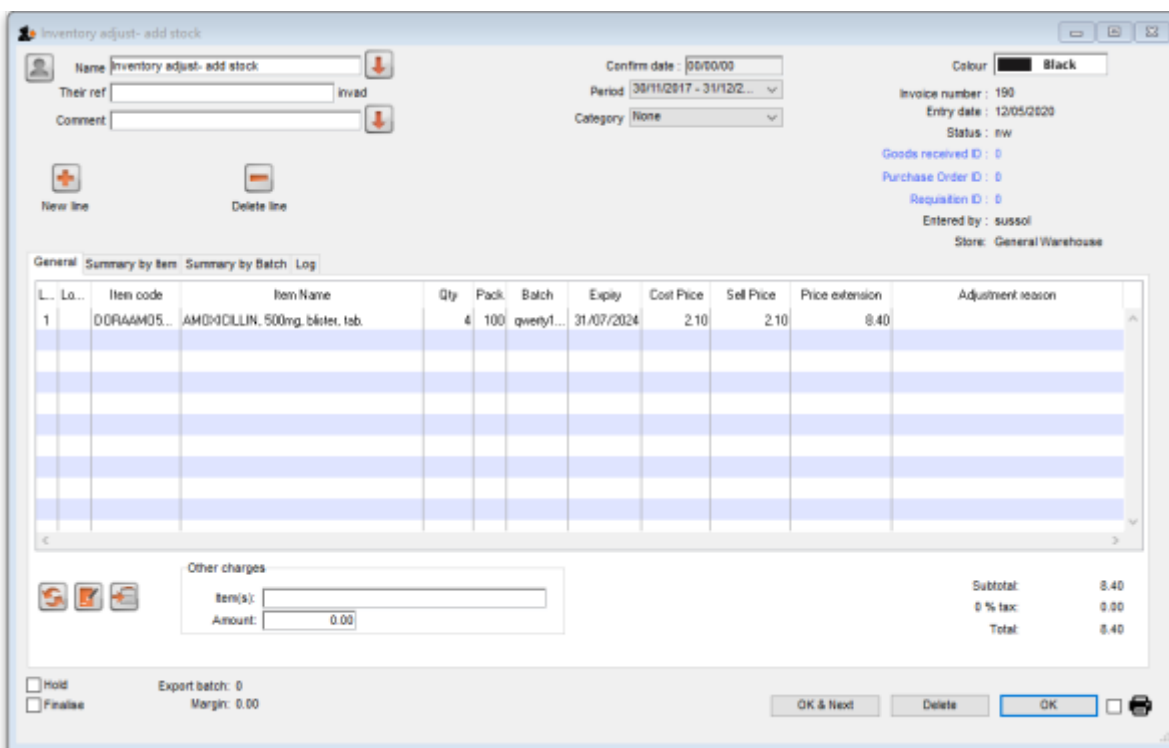 Inventory adjust- add stock
Name Inventory adjust- add stock
Their ref invad
Comment
Confirm date : 00/00/00
Period 30/11/2017 - 31/12/2...
Category None
Colour Black
Invoice number : 190
Entry date : 12/05/2020
Status : nw
Goods received ID : 0
Purchase Order ID : 0
Requisition ID : 0
Entered by : sussol
Store: General Warehouse
New line Delete line
General Summary by Item Summary by Batch Log
L... Lo... Item code Item Name Qty Pack Batch Expiry Cost Price Sell Price Price extension Adjustment reason
1 DORAAM05... AMOXICILLIN, 500mg, blister, tab. 4 100 qwerty1... 31/07/2024 2.10 2.10 8.40
Other charges
Item(s):
Amount: 0.00
Subtotal: 8.40
0 % tax: 0.00
Total: 8.40
Hold
Finalise
Export batch: 0
Margin: 0.00
OK & Next Delete OK